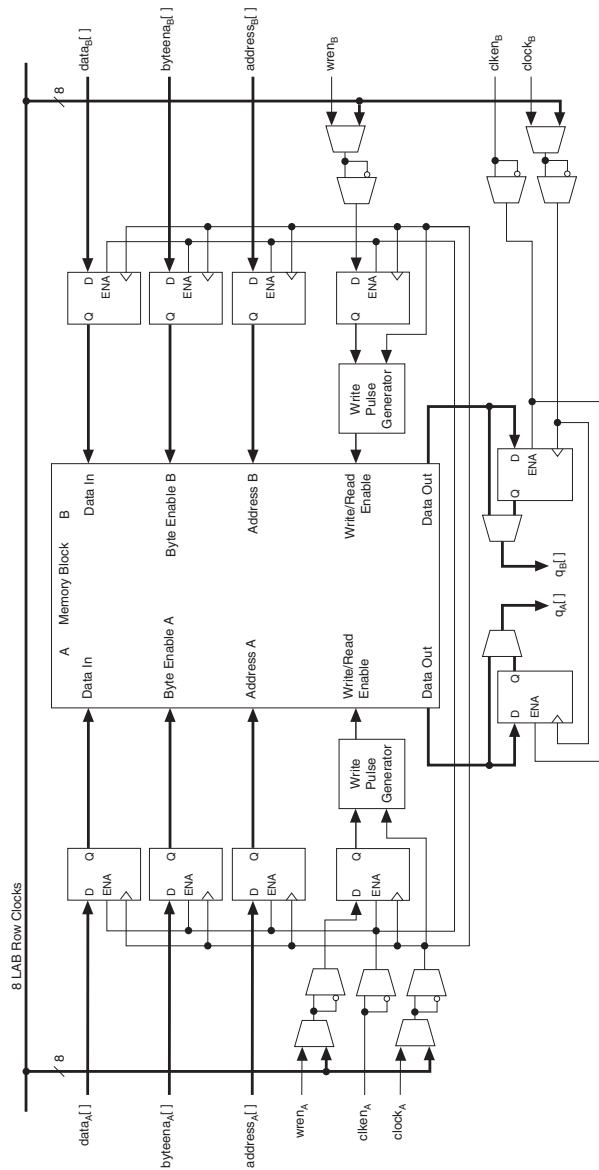 8 LAB Row Clocks
8
8
data_A[ ]
byteena_A[ ]
address_A[ ]
wren_A
clken_A
clock_A
D
Q
ENA
D
Q
ENA
D
Q
ENA
D
Q
ENA
Write
Pulse
Generator
A
Memory Block
B
Data In
Byte Enable A
Address A
Write/Read
Enable
Data Out
Data In
Byte Enable B
Address B
Write/Read
Enable
Data Out
Q
D
ENA
Q
D
ENA
Q
D
ENA
Q
D
ENA
Write
Pulse
Generator
data_B[ ]
byteena_B[ ]
address_B[ ]
wren_B
clken_B
clock_B
D
Q
ENA
q_A[ ]
q_B[ ]
Q
D
ENA